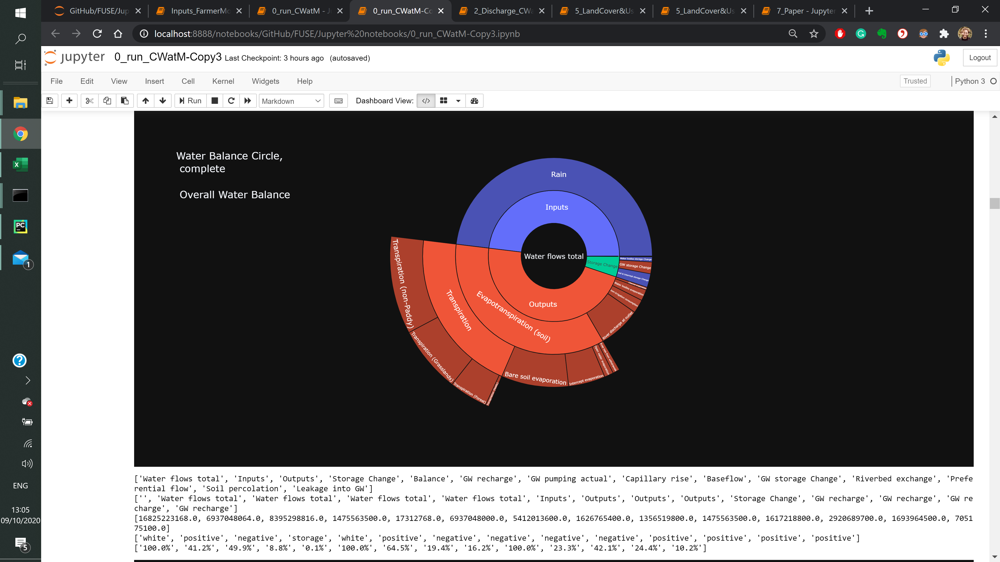 GitHub/FUSE/Jup
Inputs_FarmerMo
0_run_CWatM - J
0_run_CWatM-Co
2_Discharge_CWa
5_LandCover&Us
5_LandCover&Us
7_Paper - Jupyter
localhost:8888/notebooks/GitHub/FUSE/Jupyter%20notebooks/0_run_CWatM-Copy3.ipynb
jupyter 0_run_CWatM-Copy3 Last Checkpoint: 3 hours ago (autosaved)
Logout
File Edit View Insert Cell Kernel Widgets Help
Trusted
Python 3
Run
Markdown
Dashboard View:
Water Balance Circle,
complete
Overall Water Balance
Rain
Inputs
Water flows total
Storage Change
Water bodies storage Change
GW storage Change
Soil & Intercept storage Change
Channel evaporation
Water bodies evaporation
non-Irrigation consumption
River discharge at outlet
Outputs
Evapotranspiration (soil)
Transpiration
Transpiration (non-Paddy)
Transpiration (Grasslands)
Transpiration (Forest)
Transpiration (Paddy)
Bare soil evaporation
Intercept evaporation
Open water evaporation
Evap loss from withdrawals
['Water flows total', 'Inputs', 'Outputs', 'Storage Change', 'Balance', 'GW recharge', 'GW pumping actual', 'Capillary rise', 'Baseflow', 'GW storage Change', 'Riverbed exchange', 'Prefe
rential flow', 'Soil percolation', 'Leakage into GW']
['', 'Water flows total', 'Water flows total', 'Water flows total', 'Water flows total', 'Inputs', 'Outputs', 'Outputs', 'Outputs', 'Storage Change', 'GW recharge', 'GW recharge', 'GW re
charge', 'GW recharge']
[16825223168.0, 6937048064.0, 8395298816.0, 1475563500.0, 17312768.0, 6937048000.0, 5412013600.0, 1626765400.0, 1356519800.0, 1475563500.0, 1617218800.0, 2920689700.0, 1693964500.0, 7051
75100.0]
['white', 'positive', 'negative', 'storage', 'white', 'positive', 'negative', 'negative', 'negative', 'negative', 'positive', 'positive', 'positive', 'positive']
['100.0%', '41.2%', '49.9%', '8.8%', '0.1%', '100.0%', '64.5%', '19.4%', '16.2%', '100.0%', '23.3%', '42.1%', '24.4%', '10.2%']
X
PC
1
ENG
13:05
09/10/2020
5